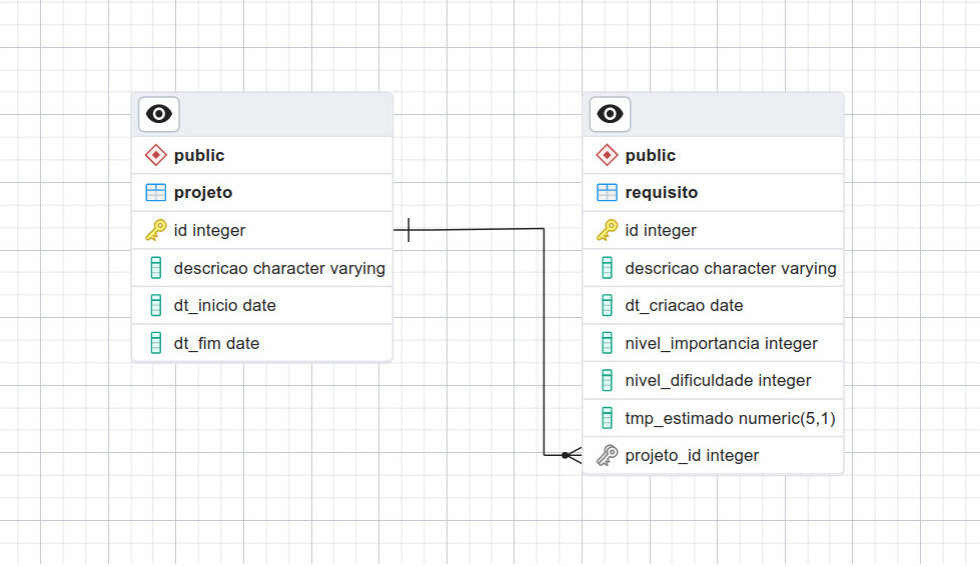 public
projeto
id integer
descricao character varying
dt_inicio date
dt_fim date
public
requisito
id integer
descricao character varying
dt_criacao date
nivel_importancia integer
nivel_dificuldade integer
tmp_estimado numeric(5,1)
projeto_id integer